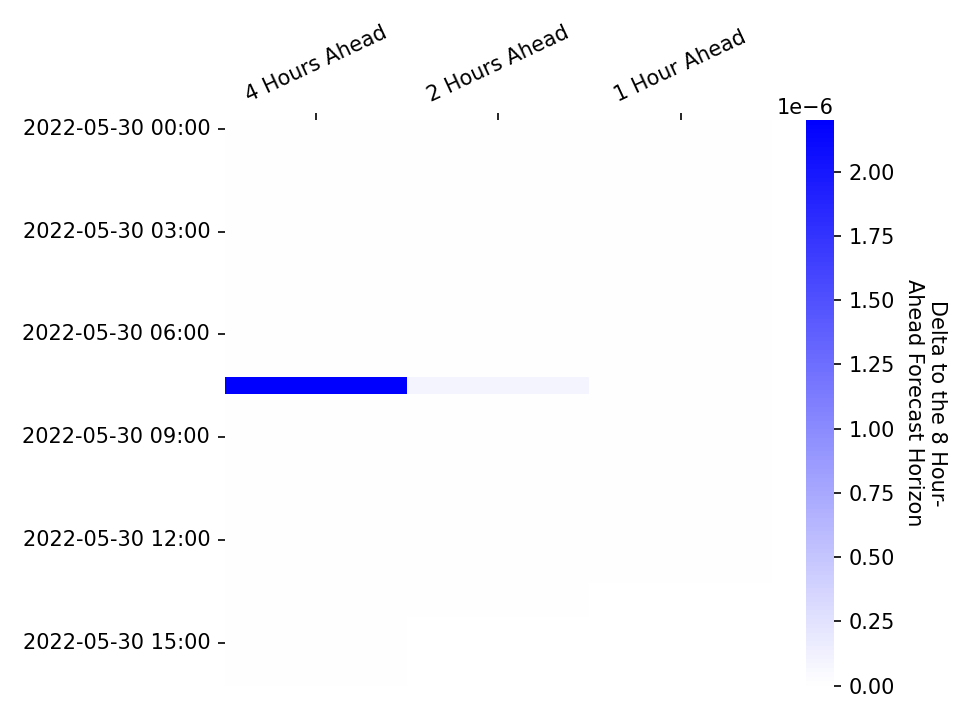 4 Hours Ahead
2 Hours Ahead
1 Hour Ahead
1e−6
2022-05-30 00:00
2022-05-30 03:00
2022-05-30 06:00
2022-05-30 09:00
2022-05-30 12:00
2022-05-30 15:00
2.00
1.75
1.50
1.25
1.00
0.75
0.50
0.25
0.00
Delta to the 8 Hour-
Ahead Forecast Horizon